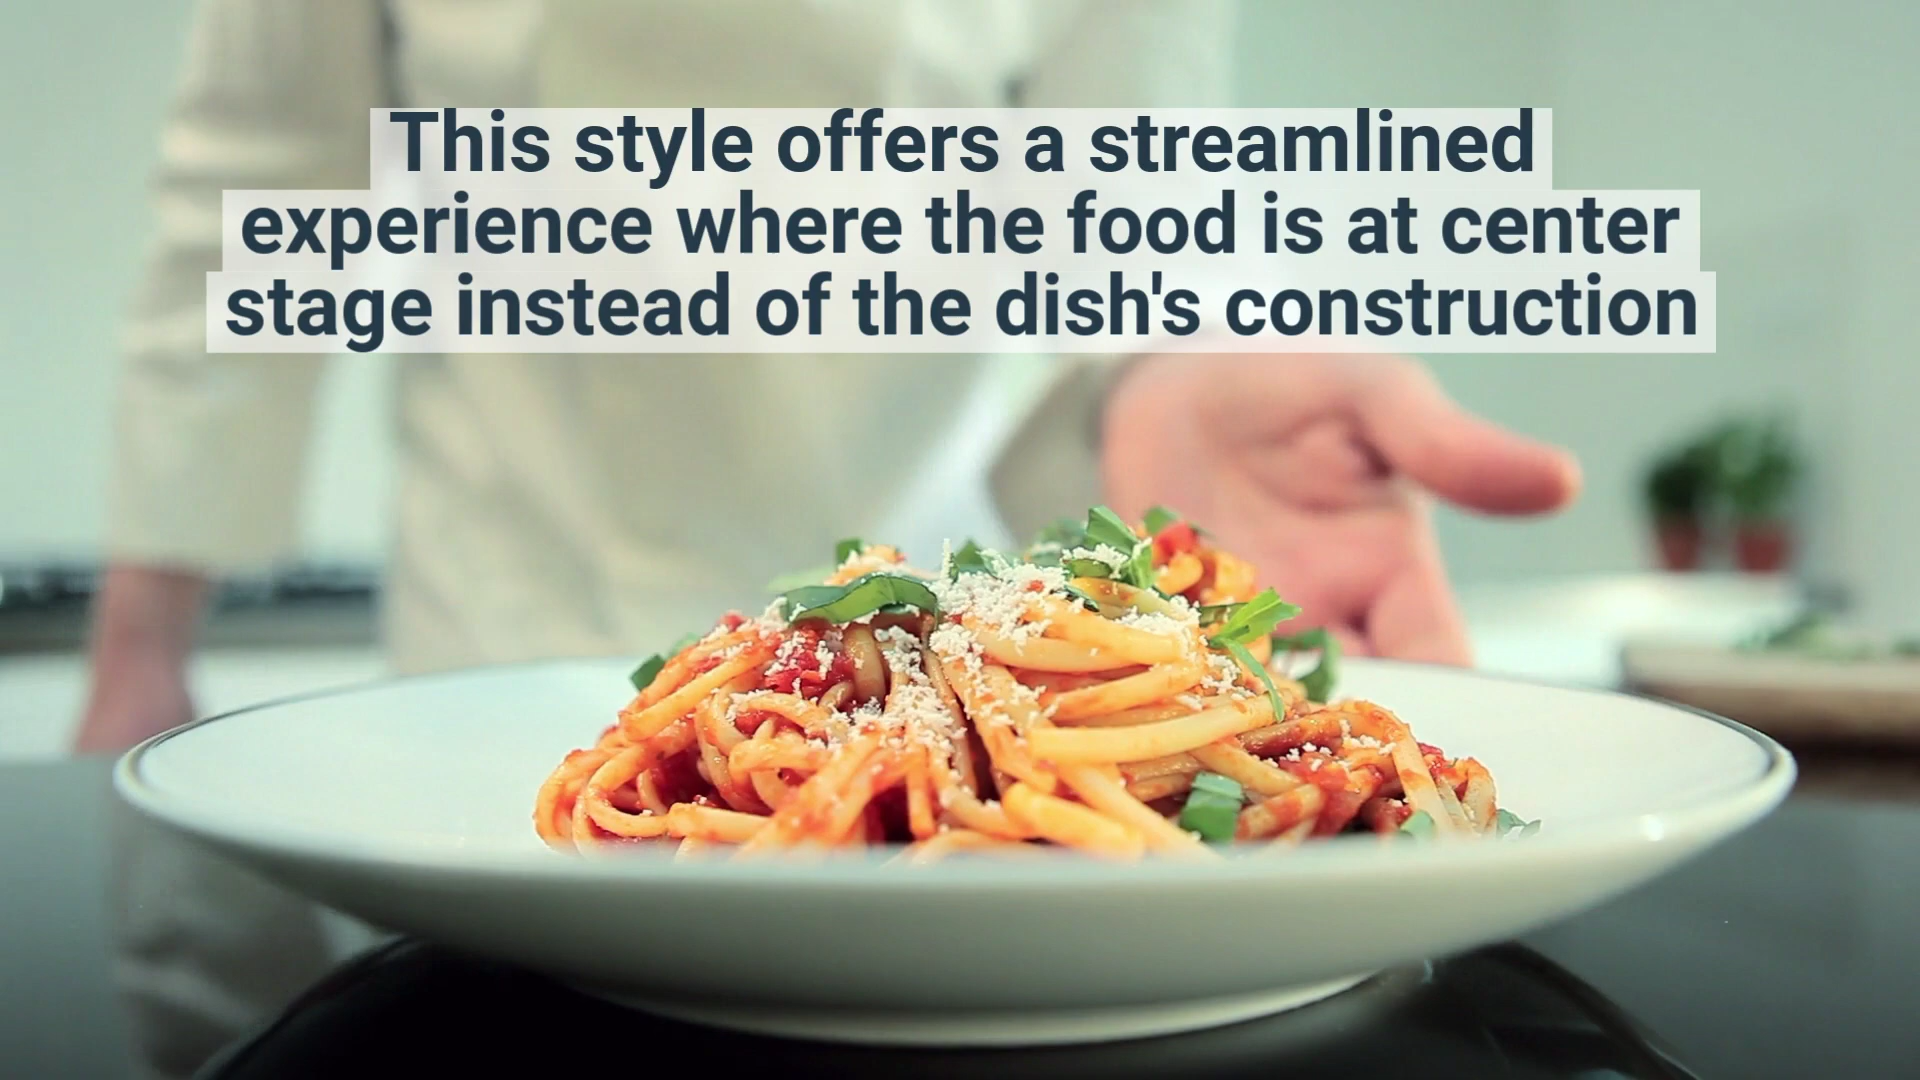 This style offers a streamlined
experience where the food is at center
stage instead of the dish's construction